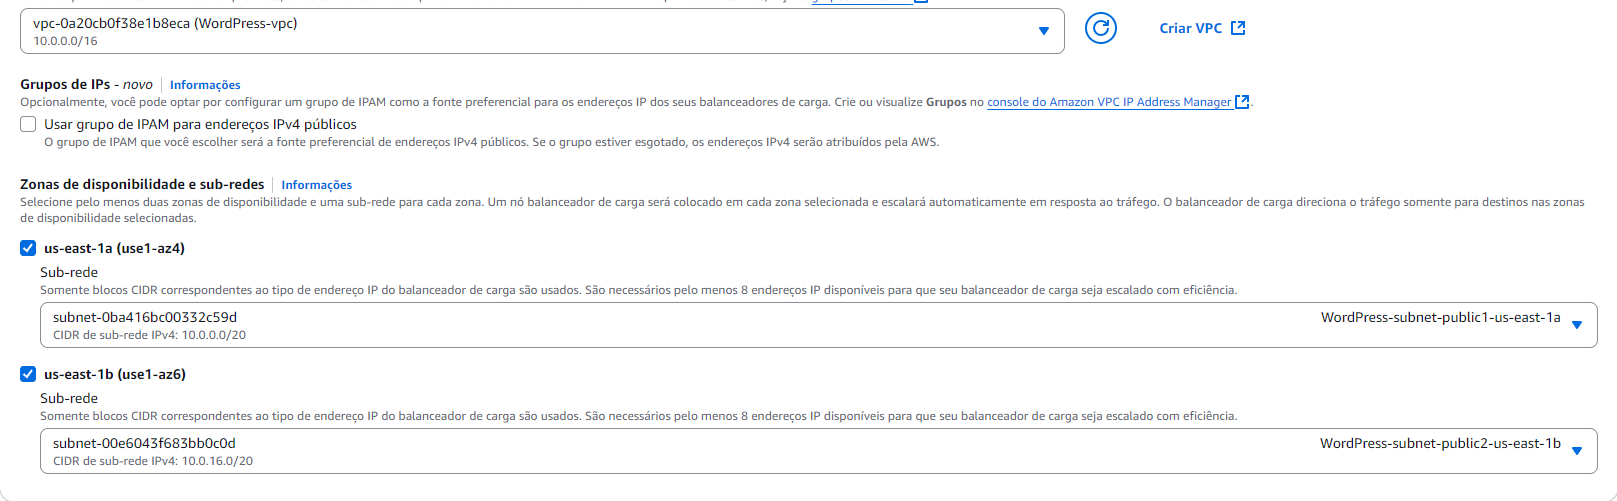 vpc-0a20cb0f38e1b8eca (WordPress-vpc)
10.0.0.0/16
Criar VPC
Grupos de IPs - novo
Informações
Opcionalmente, você pode optar por configurar um grupo de IPAM como a fonte preferencial para os endereços IP dos seus balanceadores de carga. Crie ou visualize Grupos no console do Amazon VPC IP Address Manager.
Usar grupo de IPAM para endereços IPv4 públicos
O grupo de IPAM que você escolher será a fonte preferencial de endereços IPv4 públicos. Se o grupo estiver esgotado, os endereços IPv4 serão atribuídos pela AWS.
Zonas de disponibilidade e sub-redes
Informações
Selecione pelo menos duas zonas de disponibilidade e uma sub-rede para cada zona. Um nó balanceador de carga será colocado em cada zona selecionada e escalará automaticamente em resposta ao tráfego. O balanceador de carga direciona o tráfego somente para destinos nas zonas
de disponibilidade selecionadas.
us-east-1a (use1-az4)
Sub-rede
Somente blocos CIDR correspondentes ao tipo de endereço IP do balanceador de carga são usados. São necessários pelo menos 8 endereços IP disponíveis para que seu balanceador de carga seja escalado com eficiência.
subnet-0ba416bc00332c59d
WordPress-subnet-public1-us-east-1a
CIDR de sub-rede IPv4: 10.0.0.0/20
us-east-1b (use1-az6)
Sub-rede
Somente blocos CIDR correspondentes ao tipo de endereço IP do balanceador de carga são usados. São necessários pelo menos 8 endereços IP disponíveis para que seu balanceador de carga seja escalado com eficiência.
subnet-00e6043f683bb0c0d
WordPress-subnet-public2-us-east-1b
CIDR de sub-rede IPv4: 10.0.16.0/20